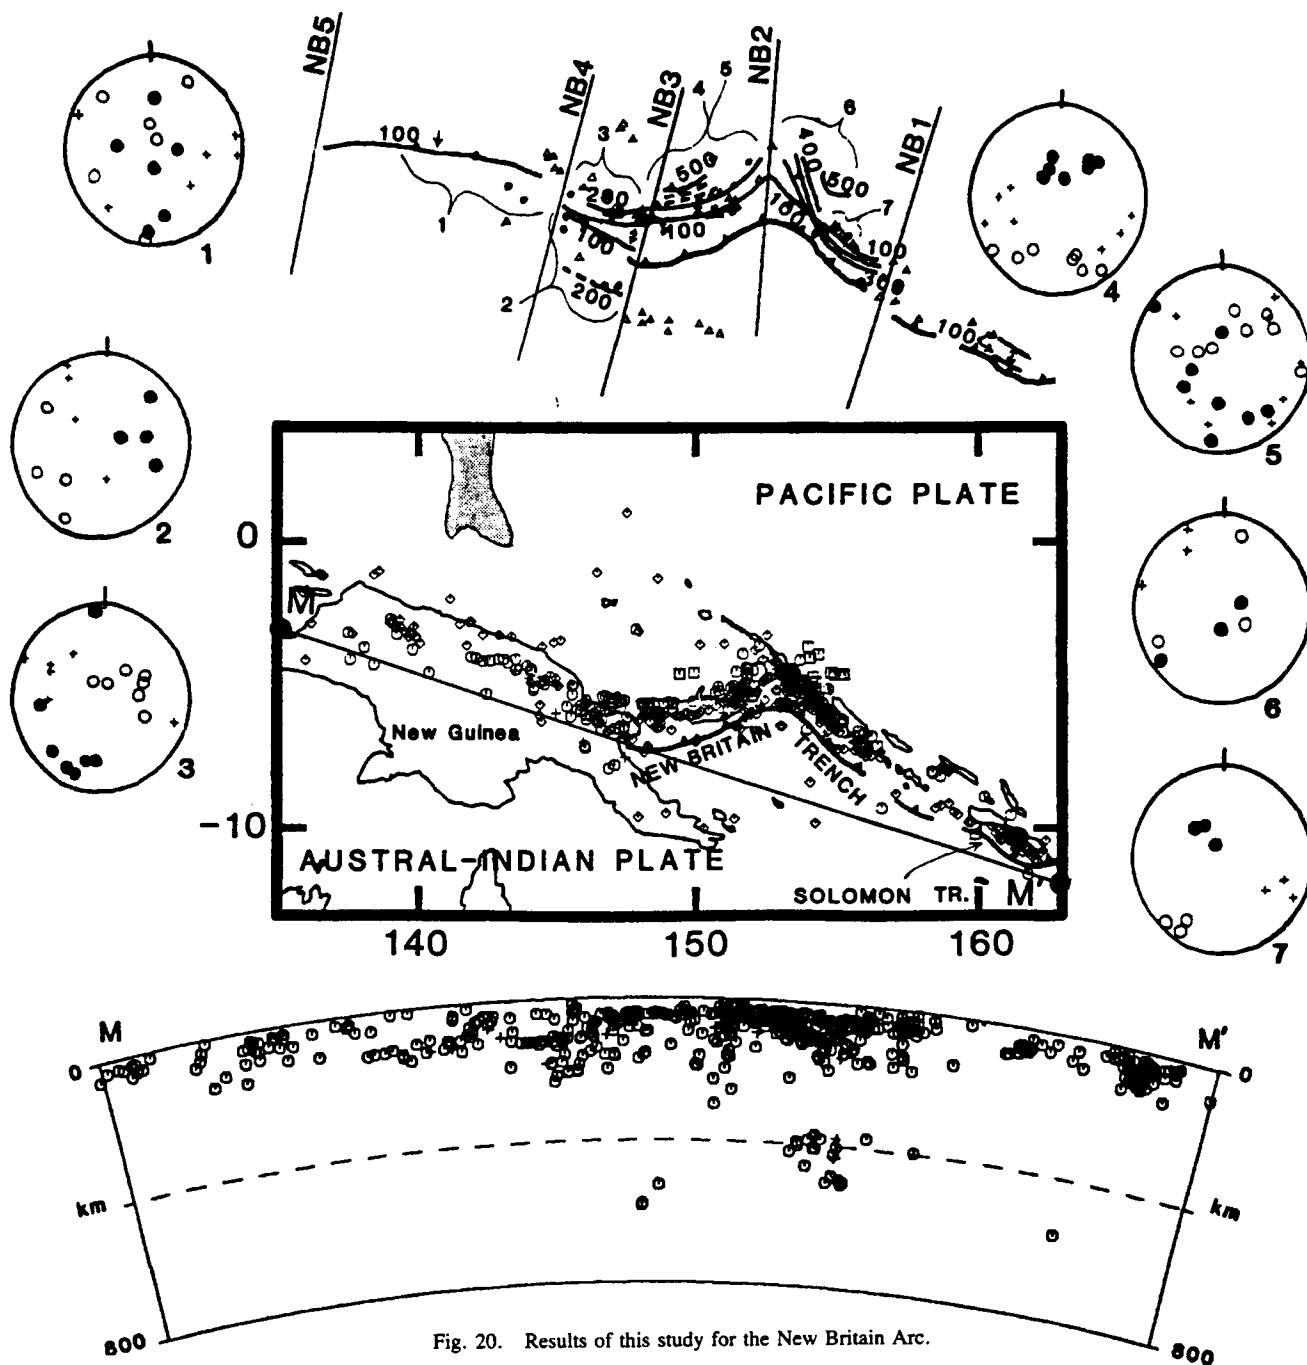 NB5
NB4
NB3
NB2
NB1
5
4
6
3
7
1
2
100
200
100
200
500
100
400
500
100
100
300
100
1
2
3
4
5
6
7
PACIFIC PLATE
0
M
New Guinea
NEW BRITAIN TRENCH
-10
AUSTRAL-INDIAN PLATE
SOLOMON TR.
M'
140
150
160
M
M'
0
0
km
km
800
800
Fig. 20. Results of this study for the New Britain Arc.